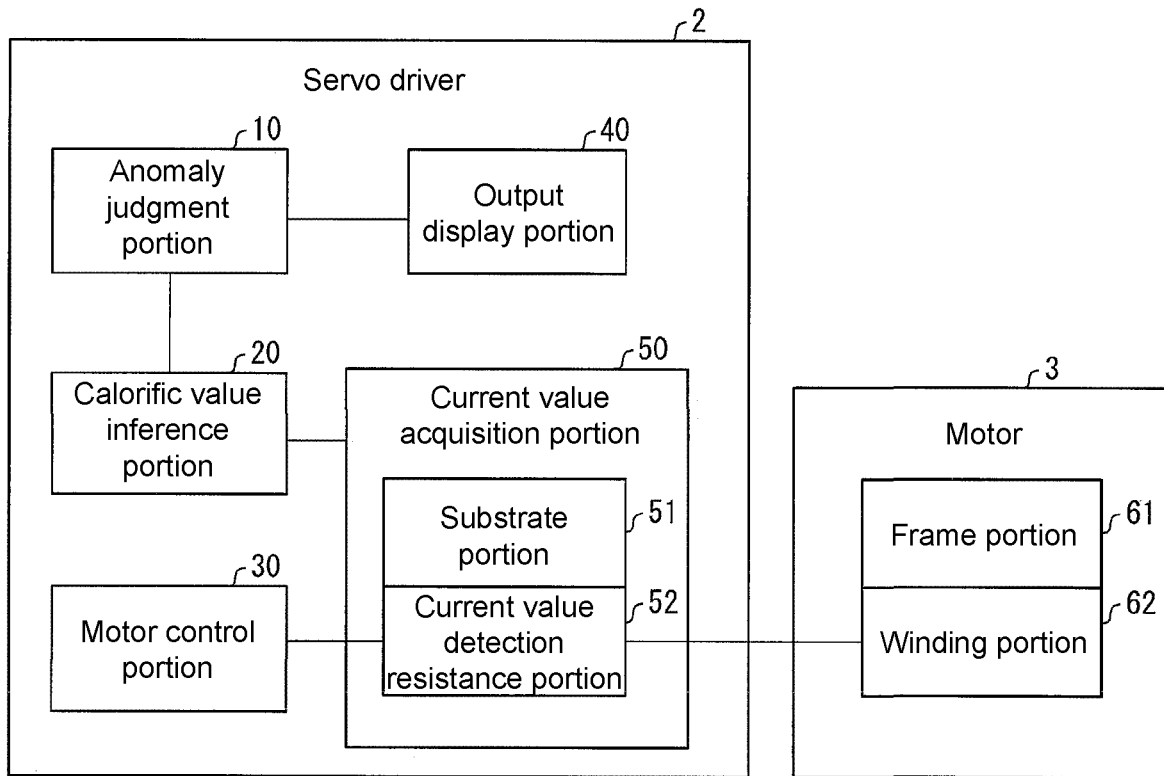 2
Servo driver
10
Anomaly
judgment
portion
40
Output
display portion
20
Calorific value
inference
portion
50
Current value
acquisition portion
Substrate
portion
51
30
Motor control
portion
Current value
detection
resistance portion
52
3
Motor
Frame portion
61
Winding portion
62